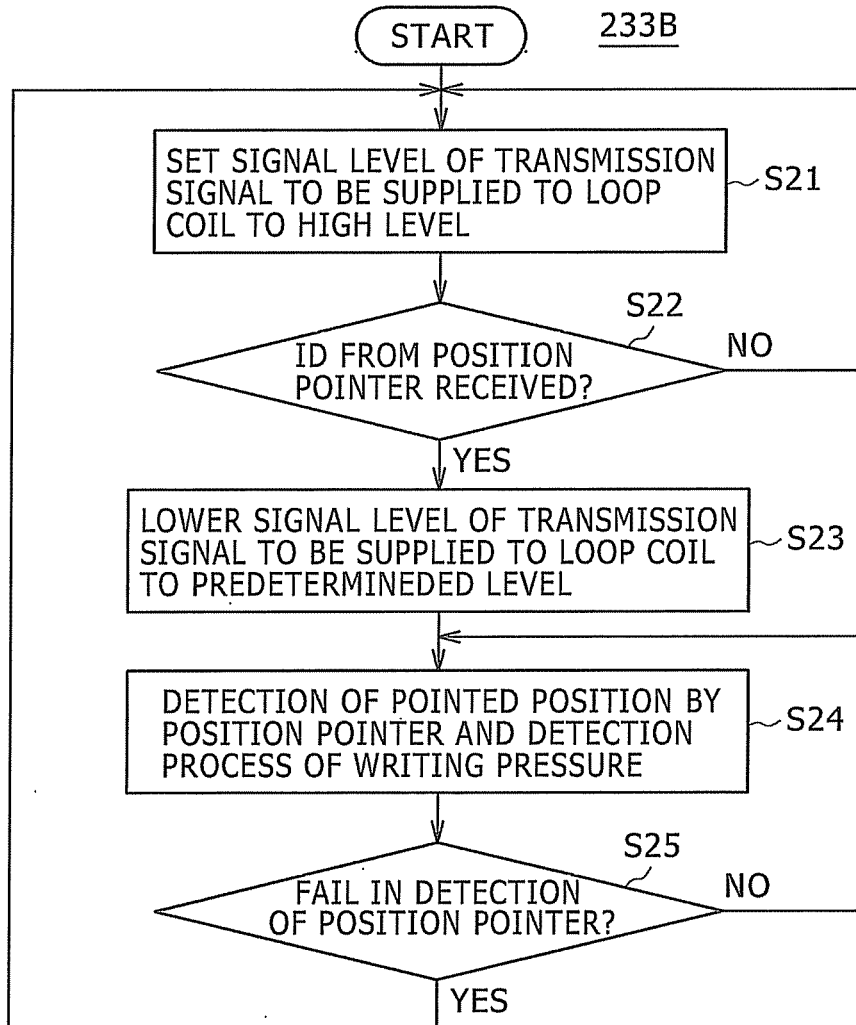 START
233B
SET SIGNAL LEVEL OF TRANSMISSION
SIGNAL TO BE SUPPLIED TO LOOP
COIL TO HIGH LEVEL
S21
S22
ID FROM POSITION
POINTER RECEIVED?
NO
YES
LOWER SIGNAL LEVEL OF TRANSMISSION
SIGNAL TO BE SUPPLIED TO LOOP COIL
TO PREDETERMINEDED LEVEL
S23
DETECTION OF POINTED POSITION BY
POSITION POINTER AND DETECTION
PROCESS OF WRITING PRESSURE
S24
S25
FAIL IN DETECTION
OF POSITION POINTER?
NO
YES